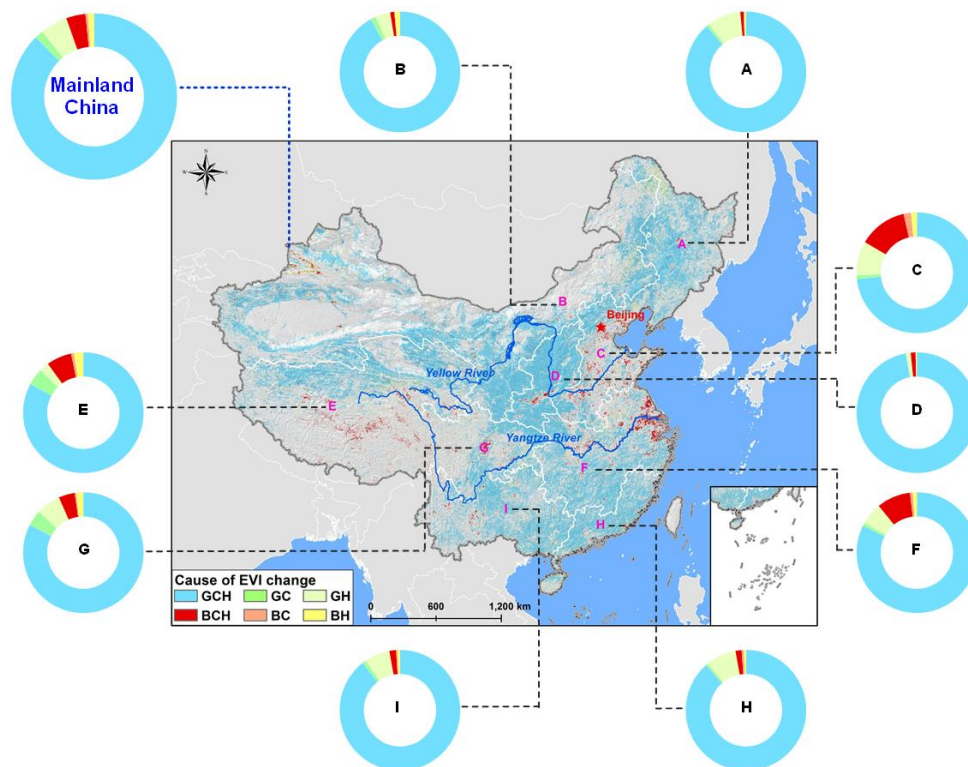 Mainland
China
B
A
C
D
E
F
G
H
I
N
W
E
S
A
B
Beijing
C
D
E
Yellow River
Yangtze River
G
F
I
H
Cause of EVI change
GCH
GC
GH
BCH
BC
BH
0
600
1,200 km